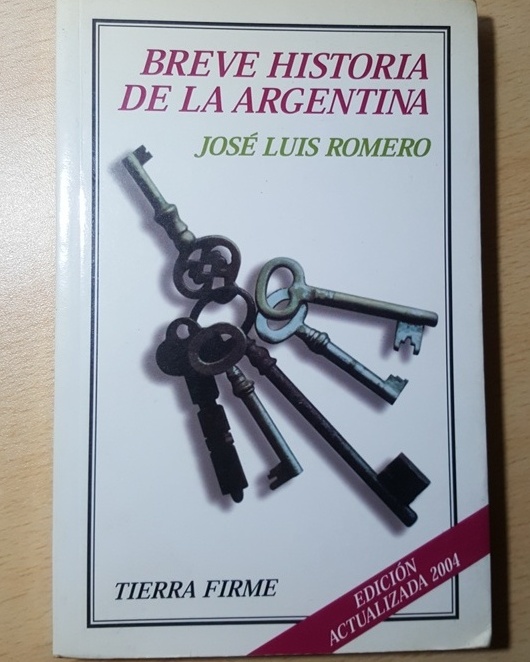 BREVE HISTORIA
DE LA ARGENTINA
JOSÉ LUIS ROMERO
TIERRA FIRME
EDICIÓN
ACTUALIZADA 2004